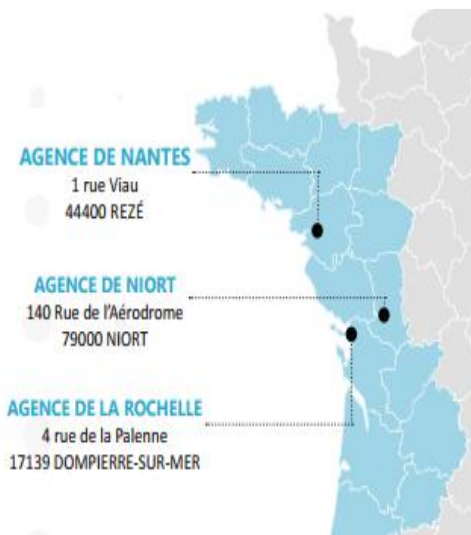 AGENCE DE NANTES
1 rue Viau
44400 REZÉ
AGENCE DE NIORT
140 Rue de l'Aérodrome
79000 NIORT
AGENCE DE LA ROCHELLE
4 rue de la Palenne
17139 DOMPIERRE-SUR-MER